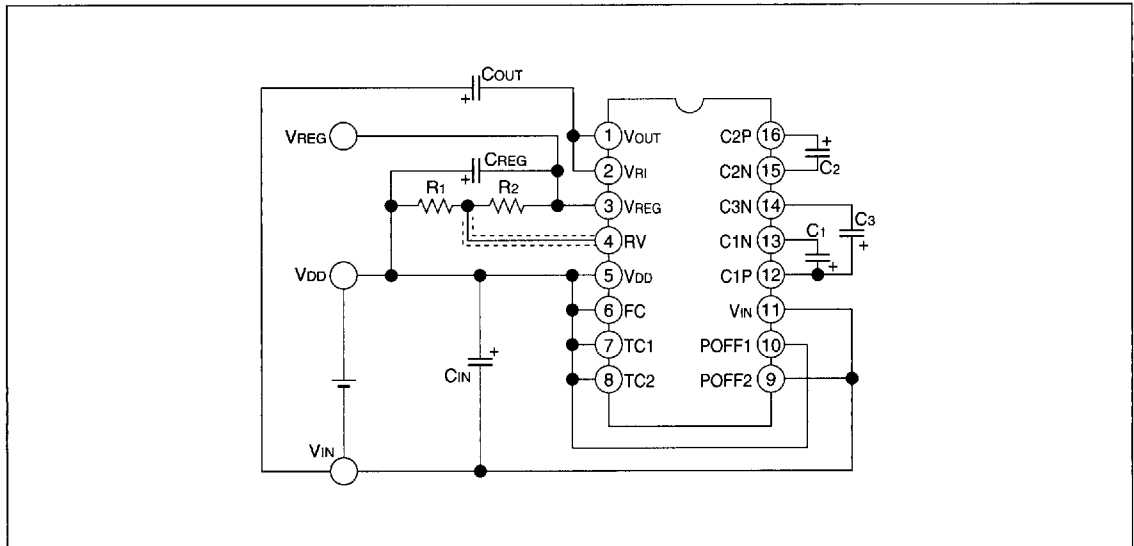 COUT
+
VREG
CREG
+
R1 R2
VDD
CIN
+
VIN
1 VOUT
2 VRI
3 VREG
4 RV
5 VDD
6 FC
7 TC1
8 TC2
C2P 16
C2N 15
C3N 14
C1N 13
C1P 12
VIN 11
POFF1 10
POFF2 9
+
C2
C1
+
C3
+